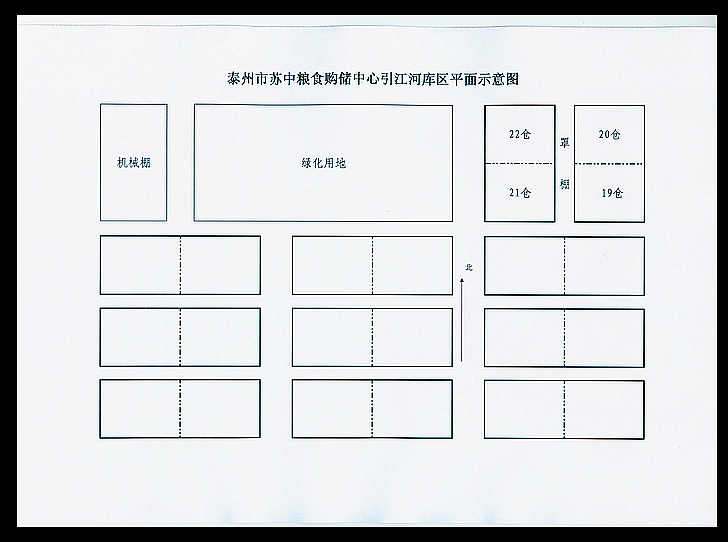 泰州市苏中粮食购储中心引江河库区平面示意图
机械棚
绿化用地
22仓
21仓
罩
棚
20仓
19仓
北